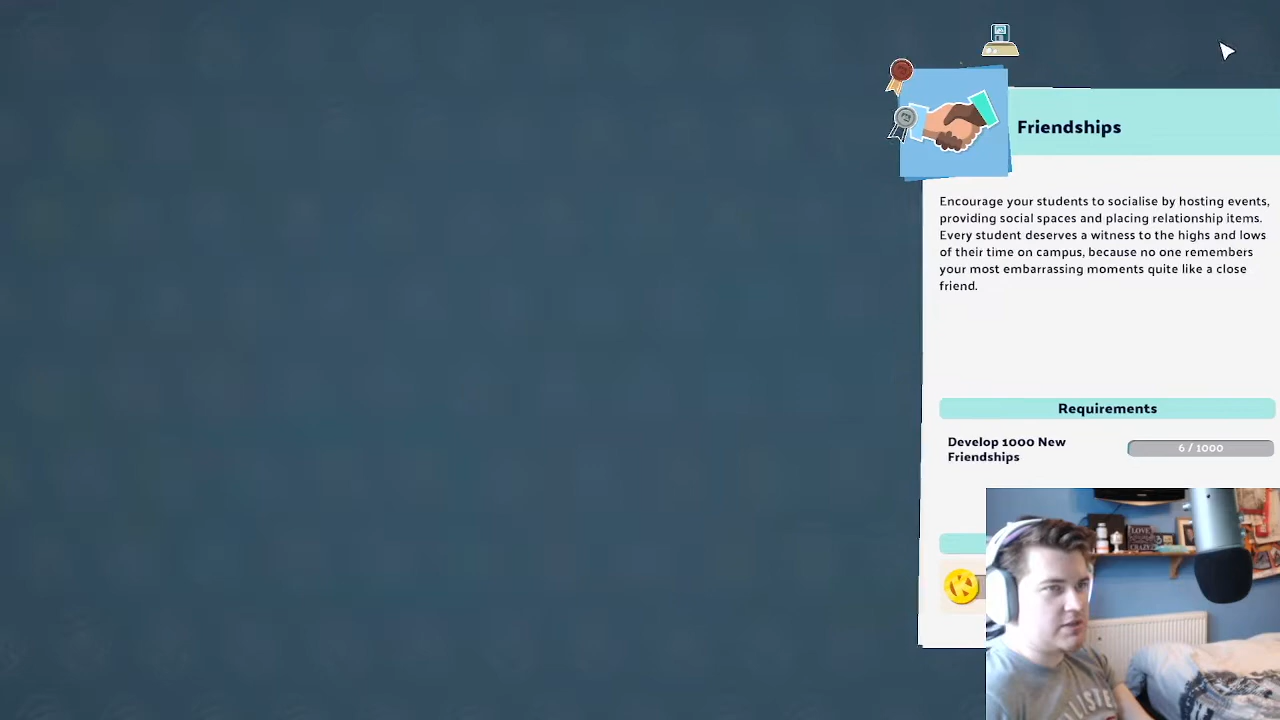 Friendships
Encourage your students to socialise by hosting events,
providing social spaces and placing relationship items.
Every student deserves a witness to the highs and lows
of their time on campus, because no one remembers
your most embarrassing moments quite like a close
friend.
Requirements
Develop 1000 New
Friendships
6 / 1000
K
LOVE
CRAZY